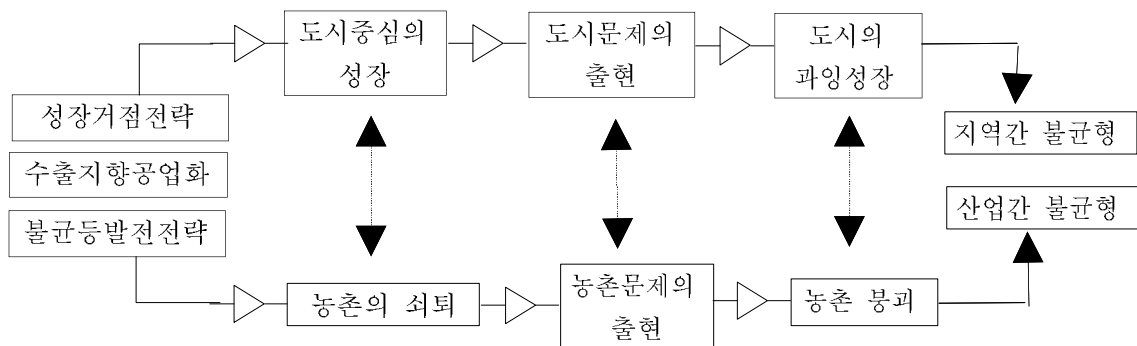 도시중심의
성장
도시문제의
출현
도시의
과잉성장
성장거점전략
수출지향공업화
불균등발전전략
지역간 불균형
산업간 불균형
농촌의 쇠퇴
농촌문제의
출현
농촌 붕괴